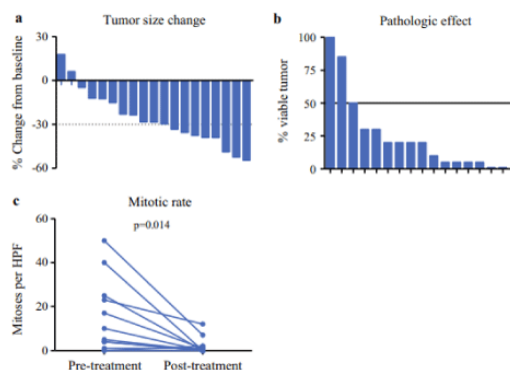 a Tumor size change
% Change from baseline
30
0
-30
-60
b Pathologic effect
% viable tumor
100
75
50
25
0
c Mitotic rate
p=0.014
Mitoses per HPF
60
40
20
0
Pre-treatment Post-treatment